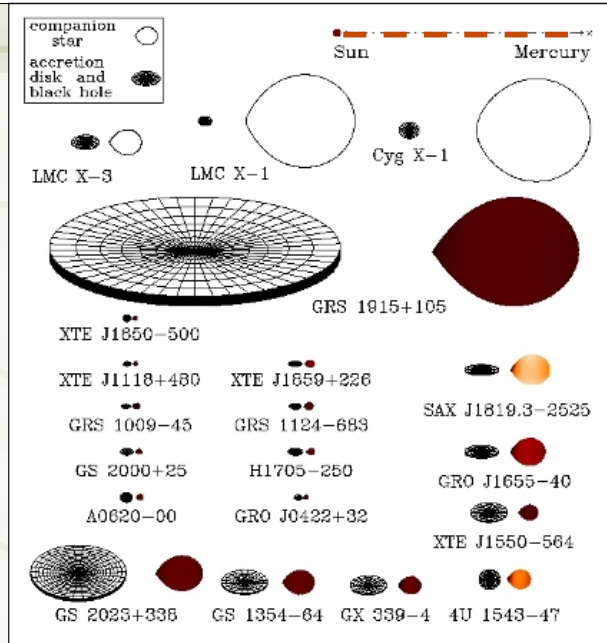 companion
star
accretion
disk and
black hole
Sun Mercury
LMC X-3 LMC X-1 Cyg X-1
GRS 1915+105
XTE J1650-500
XTE J1118+480 XTE J1859+226
SAX J1819.3-2525
GRS 1009-45 GRS 1124-683
GS 2000+25 H1705-250
GRO J1655-40
A0620-00 GRO J0422+32
XTE J1550-564
GS 2023+338 GS 1354-64 GX 339-4 4U 1543-47